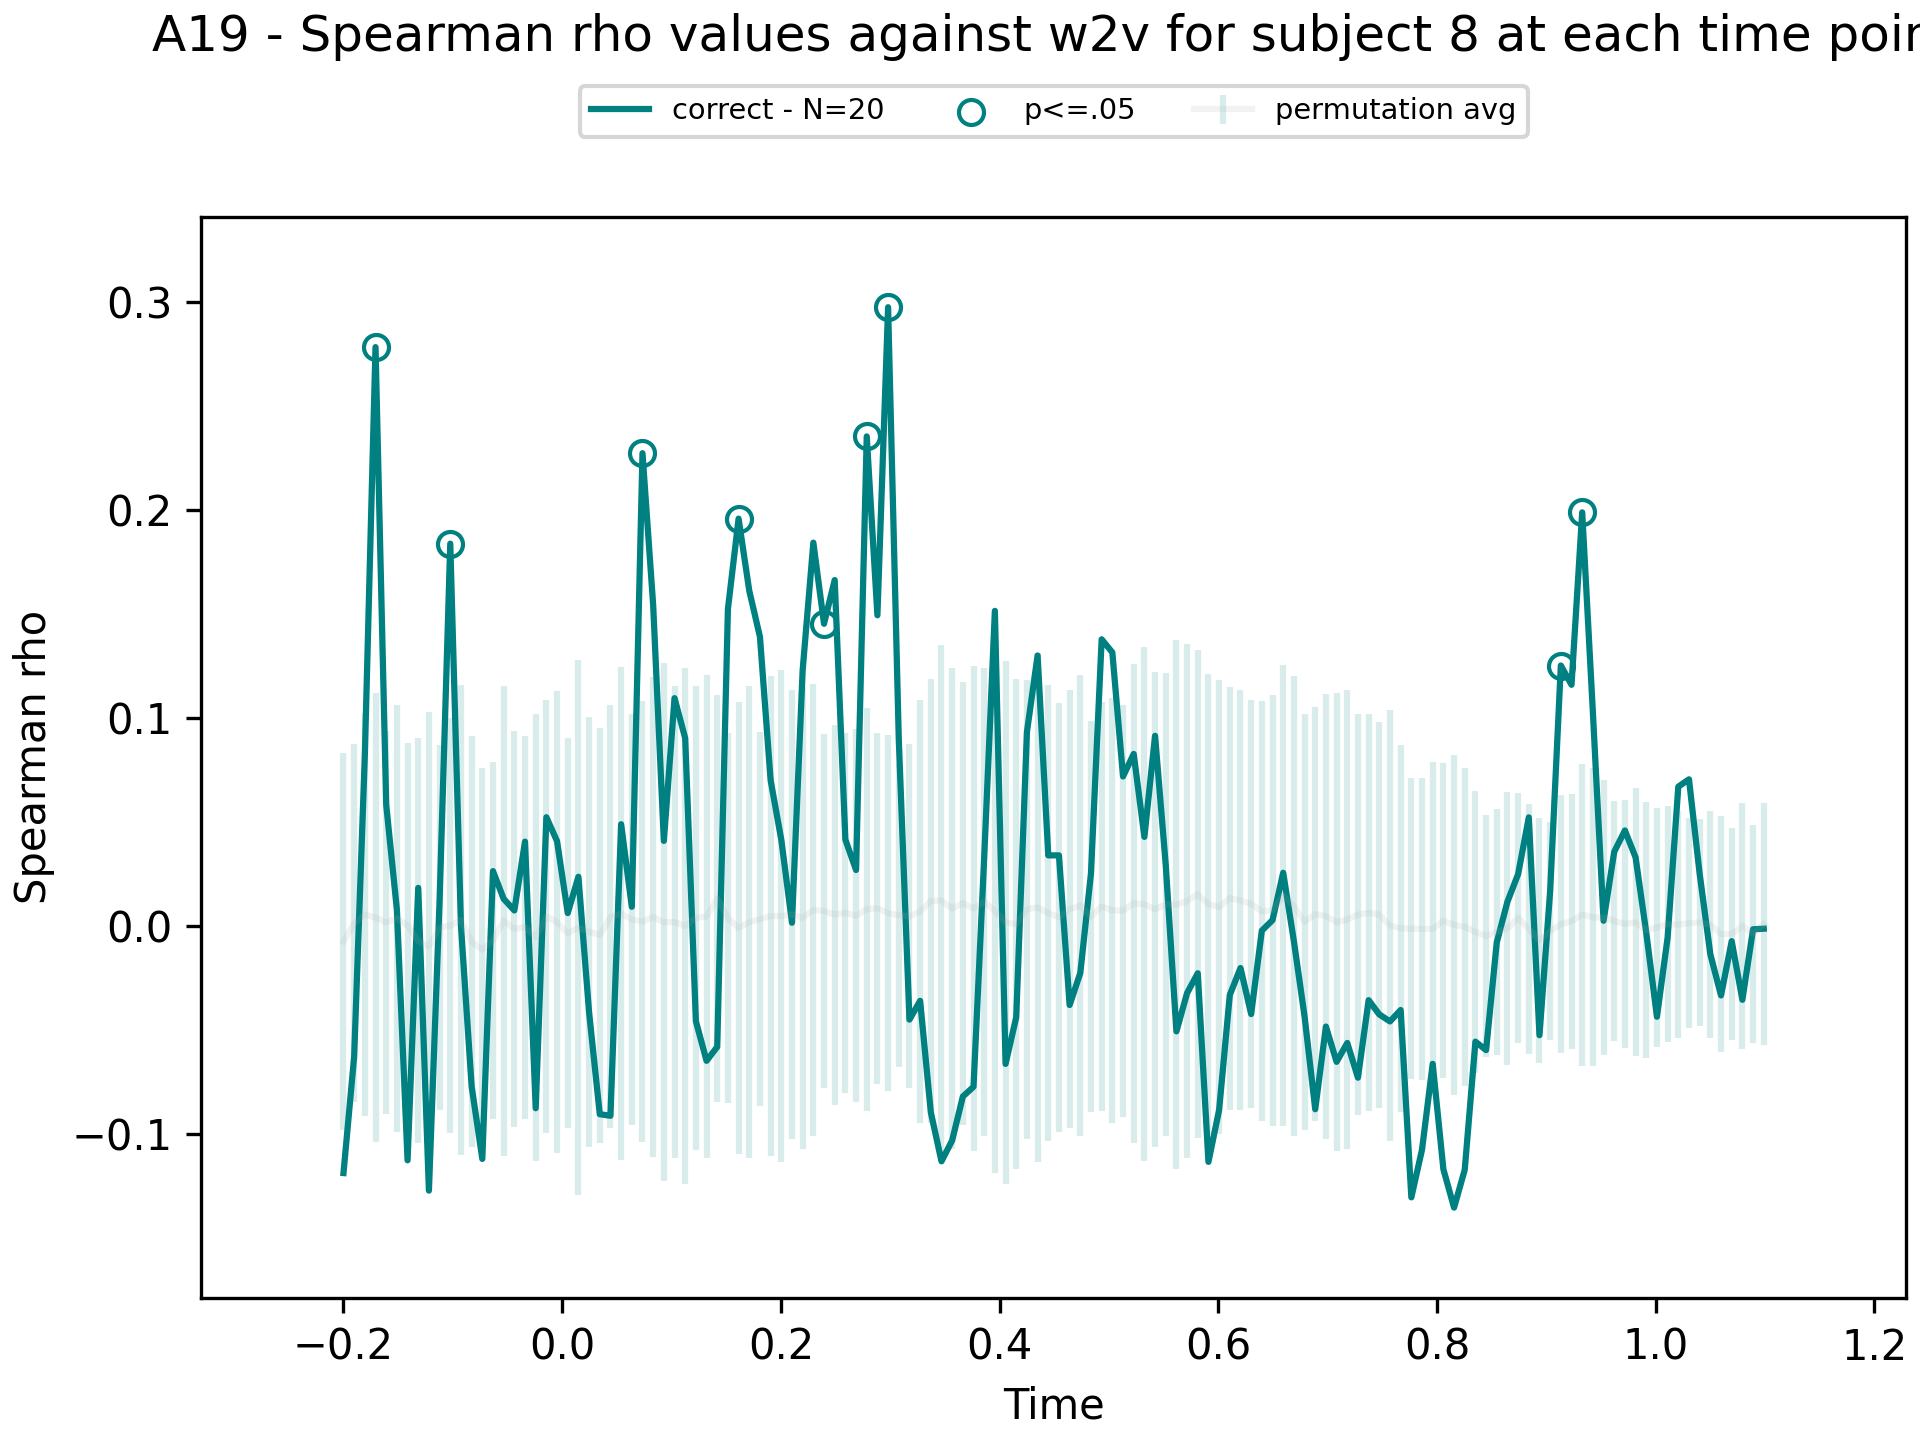 A19 - Spearman rho values against w2v for subject 8 at each time
correct - N=20 p<=.05 permutation avg
0.3
0.2
0.1
0.0
−0.1
Spearman rho
−0.2 0.0 0.2 0.4 0.6 0.8 1.0 1.2
Time